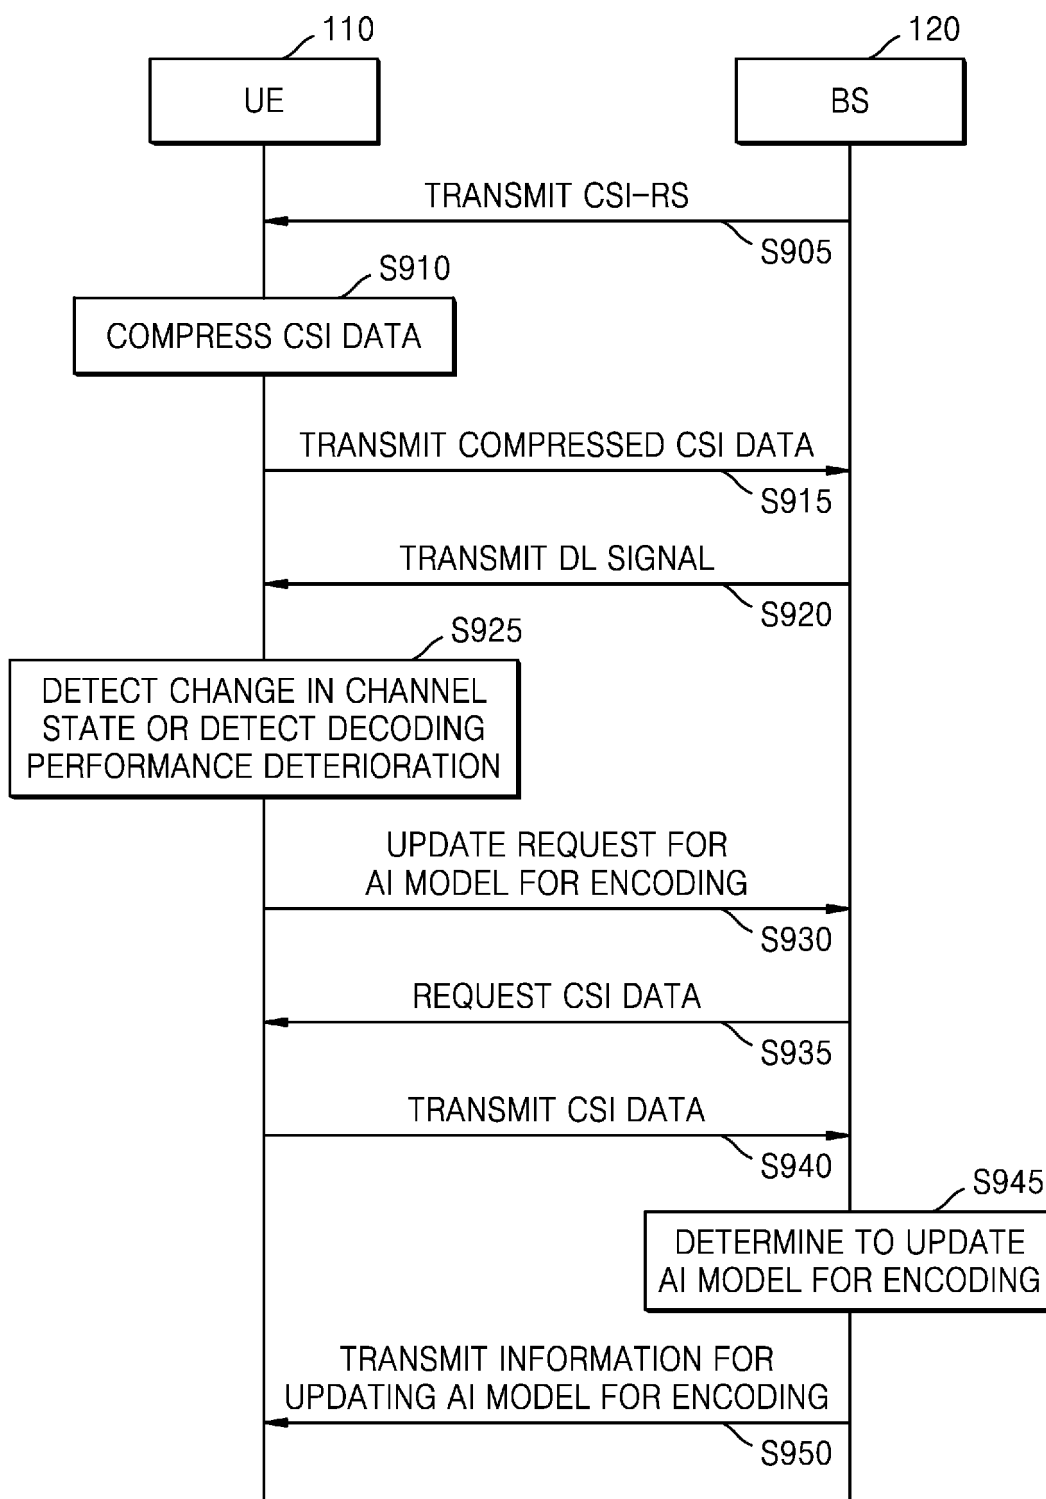 110
120
UE
BS
TRANSMIT CSI-RS
S905
S910
COMPRESS CSI DATA
TRANSMIT COMPRESSED CSI DATA
S915
TRANSMIT DL SIGNAL
S920
S925
DETECT CHANGE IN CHANNEL
STATE OR DETECT DECODING
PERFORMANCE DETERIORATION
UPDATE REQUEST FOR
AI MODEL FOR ENCODING
S930
REQUEST CSI DATA
S935
TRANSMIT CSI DATA
S940
S945
DETERMINE TO UPDATE
AI MODEL FOR ENCODING
TRANSMIT INFORMATION FOR
UPDATING AI MODEL FOR ENCODING
S950